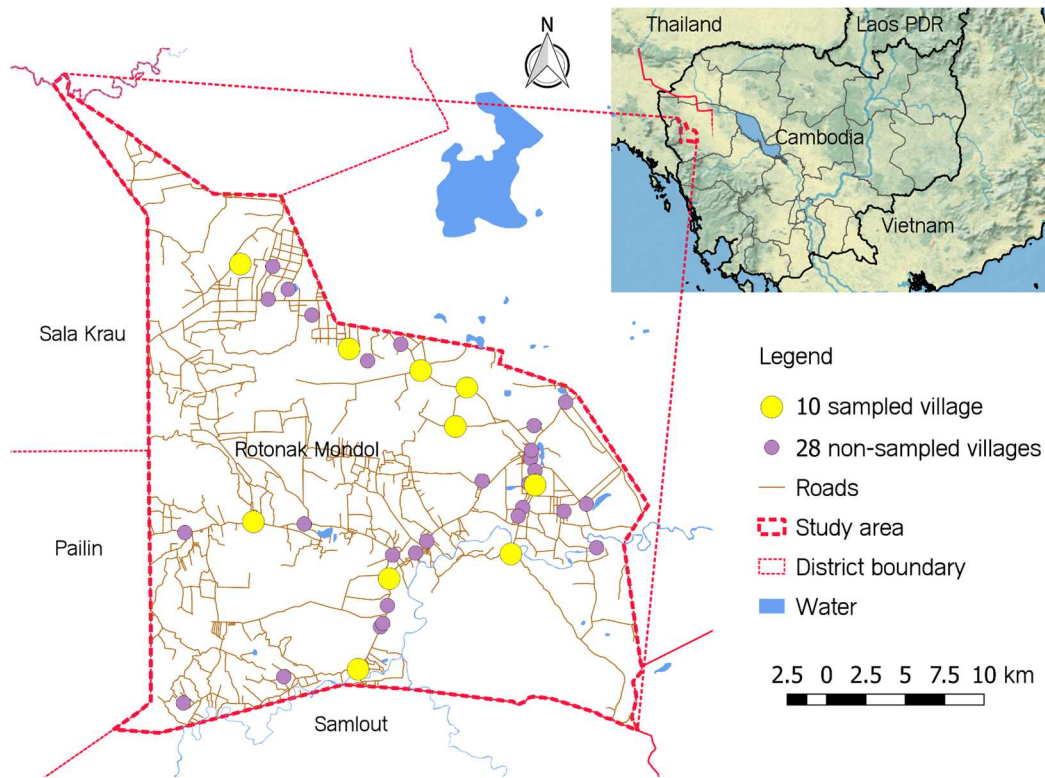 Thailand
Laos PDR
N
Cambodia
Vietnam
Sala Krau
Rotonak Mondol
Pailin
Samlout
Legend
10 sampled village
28 non-sampled villages
Roads
Study area
District boundary
Water
2.5 0 2.5 5 7.5 10 km